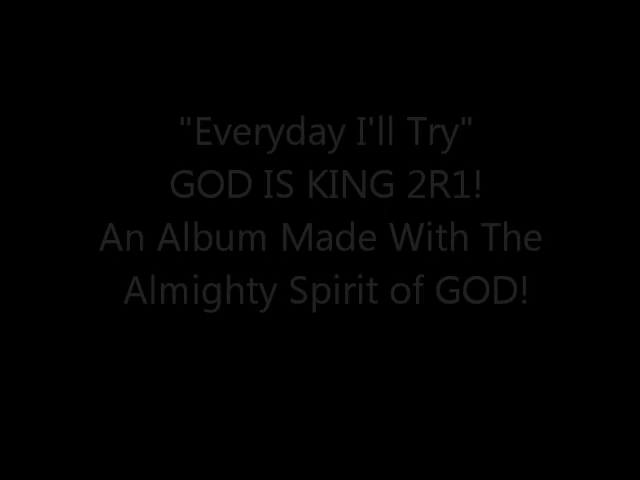 "Everyday I'll Try"
GOD IS KING 2R1!
An Album Made With The
Almighty Spirit of GOD!